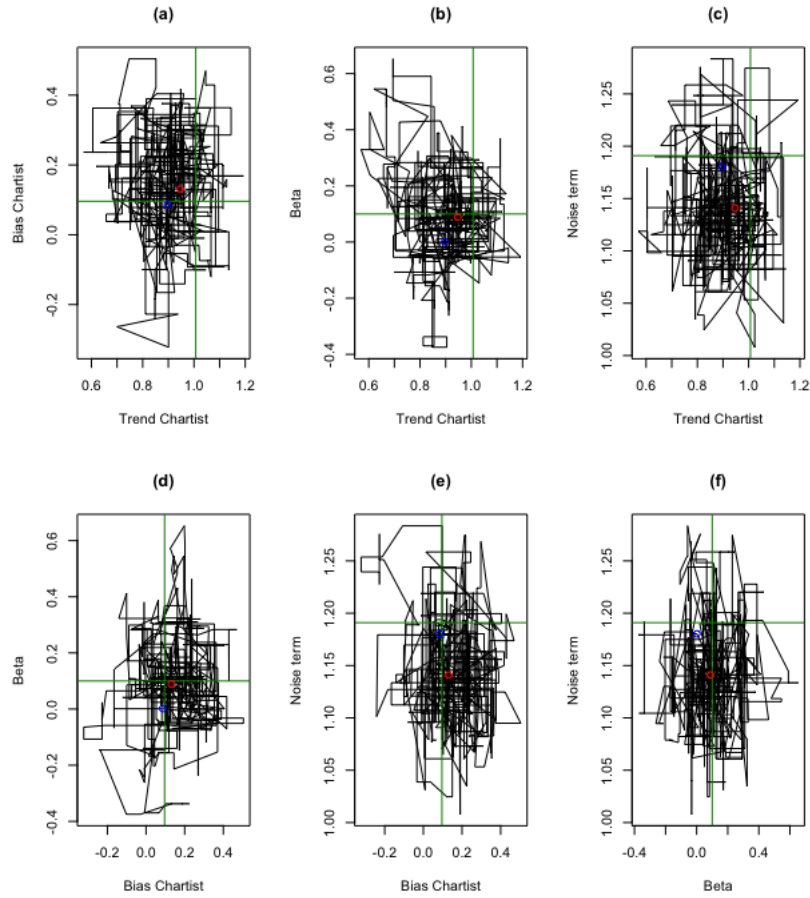 (a)
(b)
(c)
Bias Chartist
-0.2 0.0 0.2 0.4
0.6 0.8 1.0 1.2
Trend Chartist
Beta
-0.4 -0.2 0.0 0.2 0.4 0.6
0.6 0.8 1.0 1.2
Trend Chartist
Noise term
1.00 1.05 1.10 1.15 1.20 1.25
0.6 0.8 1.0 1.2
Trend Chartist
(d)
(e)
(f)
Beta
-0.4 -0.2 0.0 0.2 0.4 0.6
-0.2 0.0 0.2 0.4
Bias Chartist
Noise term
1.00 1.05 1.10 1.15 1.20 1.25
-0.2 0.0 0.2 0.4
Bias Chartist
Noise term
1.00 1.05 1.10 1.15 1.20 1.25
-0.4 0.0 0.4
Beta